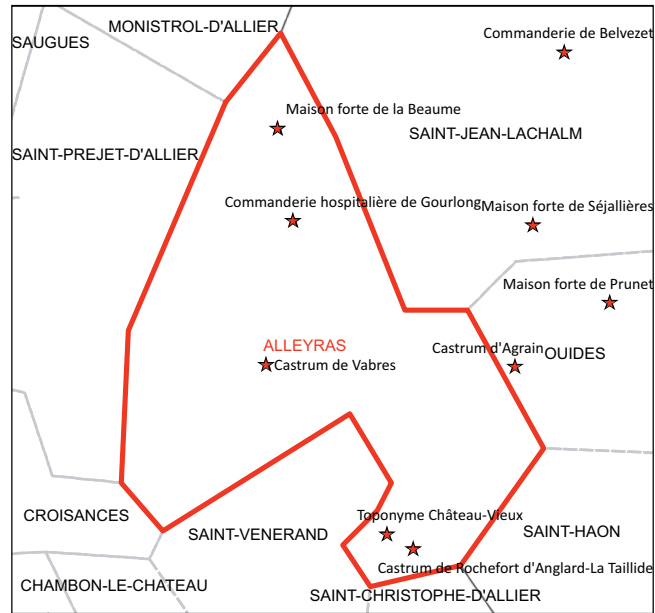 MONISTROL-D'ALLIER
Commanderie de Belvezet
SAUGUES
Maison forte de la Beaume
SAINT-JEAN-LACHALM
SAINT-PREJET-D'ALLIER
Commanderie hospitalière de Gourlong
Maison forte de Séjallières
Maison forte de Prunet
ALLEYRAS
Castrum d'Agrain
OUIDES
Castrum de Vabres
CROISANCES
Toponyme Château-Vieux
SAINT-VENERAND
SAINT-HAON
Castrum de Rochefort d'Anglard-La Taillide
CHAMBON-LE-CHATEAU
SAINT-CHRISTOPHE-D'ALLIER